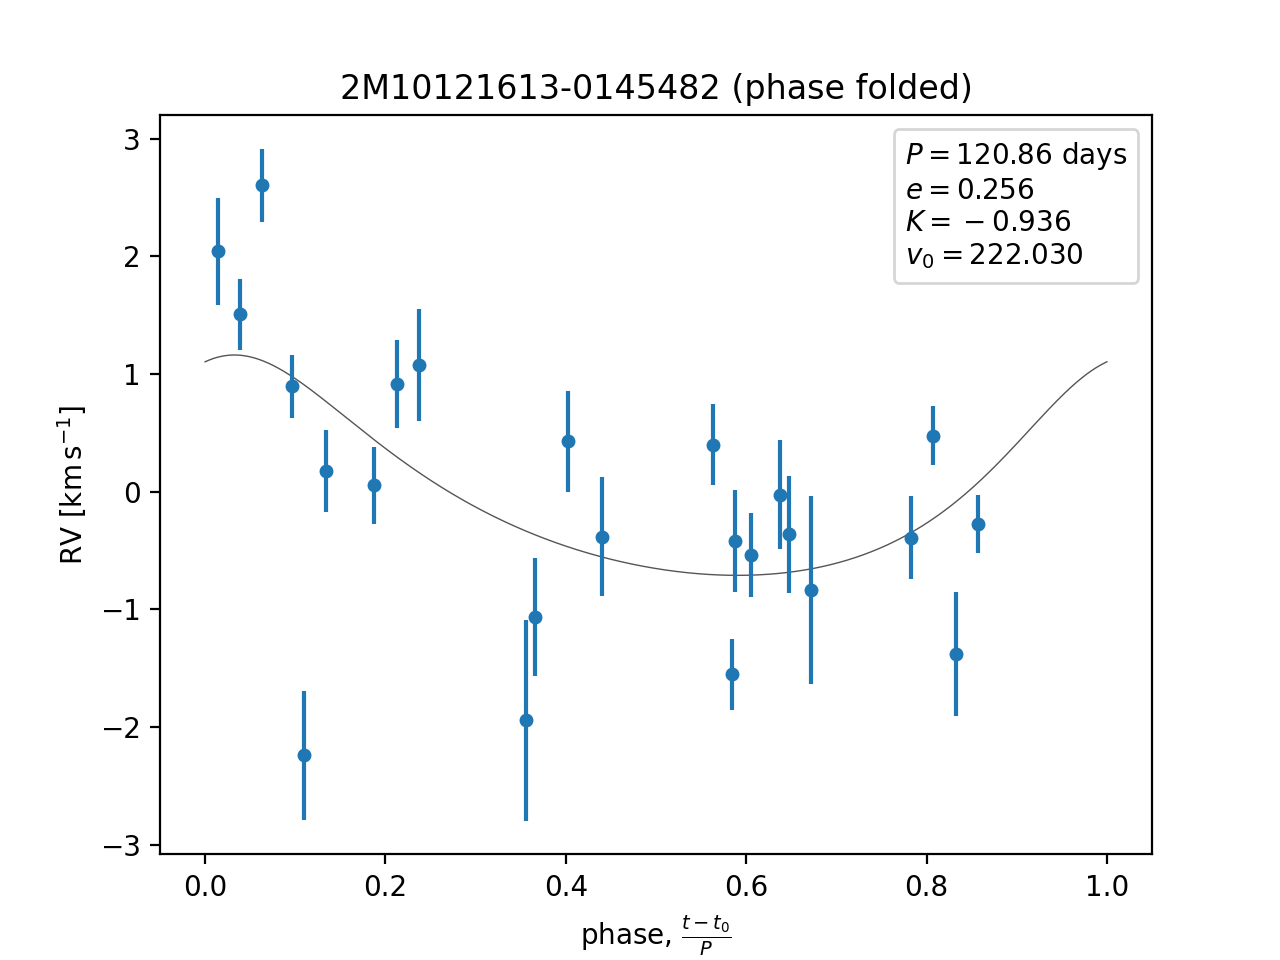 2M10121613-0145482 (phase folded)
P = 120.86 days
e = 0.256
K = −0.936
v₀ = 222.030
3
2
1
0
−1
−2
−3
RV [km s⁻¹]
0.0 0.2 0.4 0.6 0.8 1.0
phase, (t − t₀)/P